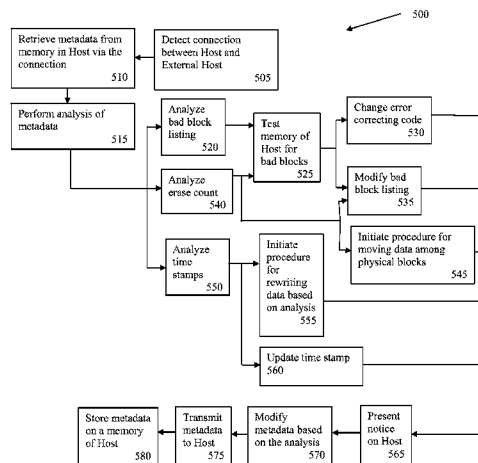 500
Retrieve metadata from
memory in Host via the
connection
510
Detect connection
between Host and
External Host
505
Perform analysis of
metadata
515
Analyze
bad block
listing
520
Test
memory of
Host for
bad blocks
525
Change error
correcting code
530
Analyze
erase count
540
Modify bad
block listing
535
Initiate procedure for
moving data among
physical blocks
545
Analyze
time
stamps
550
Initiate
procedure
for
rewriting
data based
on analysis
555
Update time stamp
560
Store metadata
on a memory
of Host
580
Transmit
metadata
to Host
575
Modify
metadata based
on the analysis
570
Present
notice
on Host
565